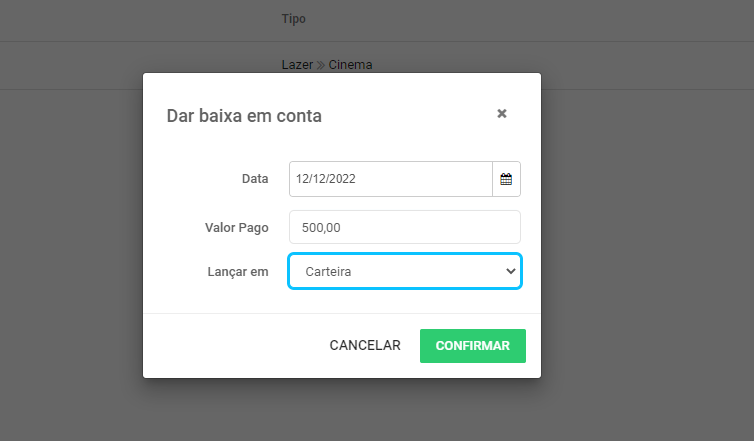 Tipo
Lazer » Cinema
Dar baixa em conta ×
Data 12/12/2022
Valor Pago 500,00
Lançar em Carteira
CANCELAR CONFIRMAR